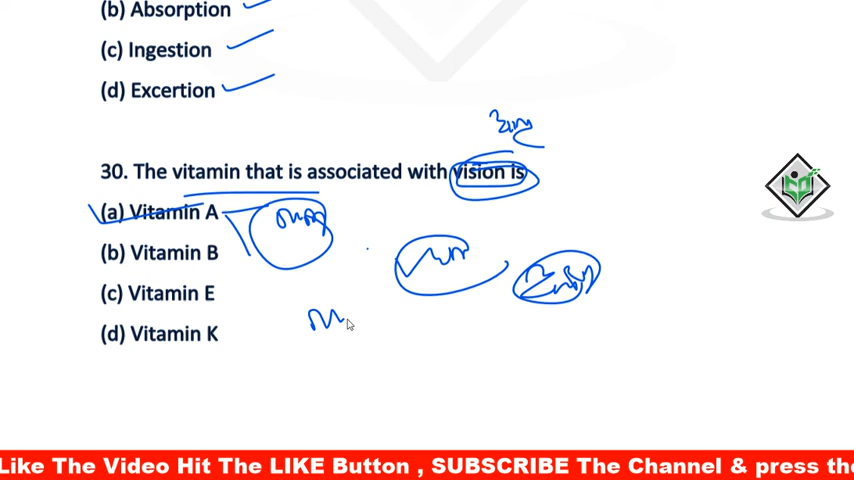 (b) Absorption
(c) Ingestion
(d) Excertion
30. The vitamin that is associated with vision is
(a) Vitamin A
(b) Vitamin B
(c) Vitamin E
(d) Vitamin K
Like The Video Hit The LIKE Button , SUBSCRIBE The Channel & press the